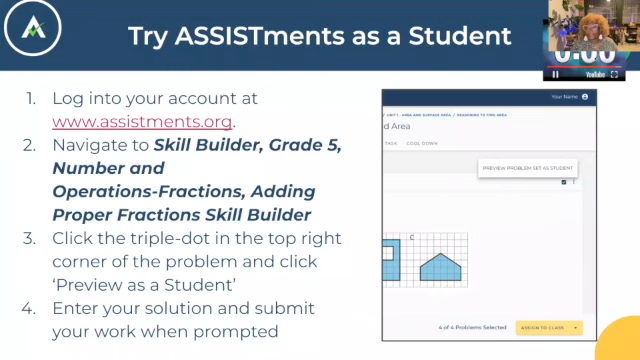 Try ASSISTments as a Student
1. Log into your account at
www.assistments.org.
2. Navigate to Skill Builder, Grade 5,
Number and
Operations-Fractions, Adding
Proper Fractions Skill Builder
3. Click the triple-dot in the top right
corner of the problem and click
‘Preview as a Student’
4. Enter your solution and submit
your work when prompted
YouTube
Your Name
UNIT 1 - AREA AND SURFACE AREA / REASONING TO FIND AREA
d Area
TASK COOL DOWN
PREVIEW PROBLEM SET AS STUDENT
C
4 of 4 Problems Selected
ASSIGN TO CLASS